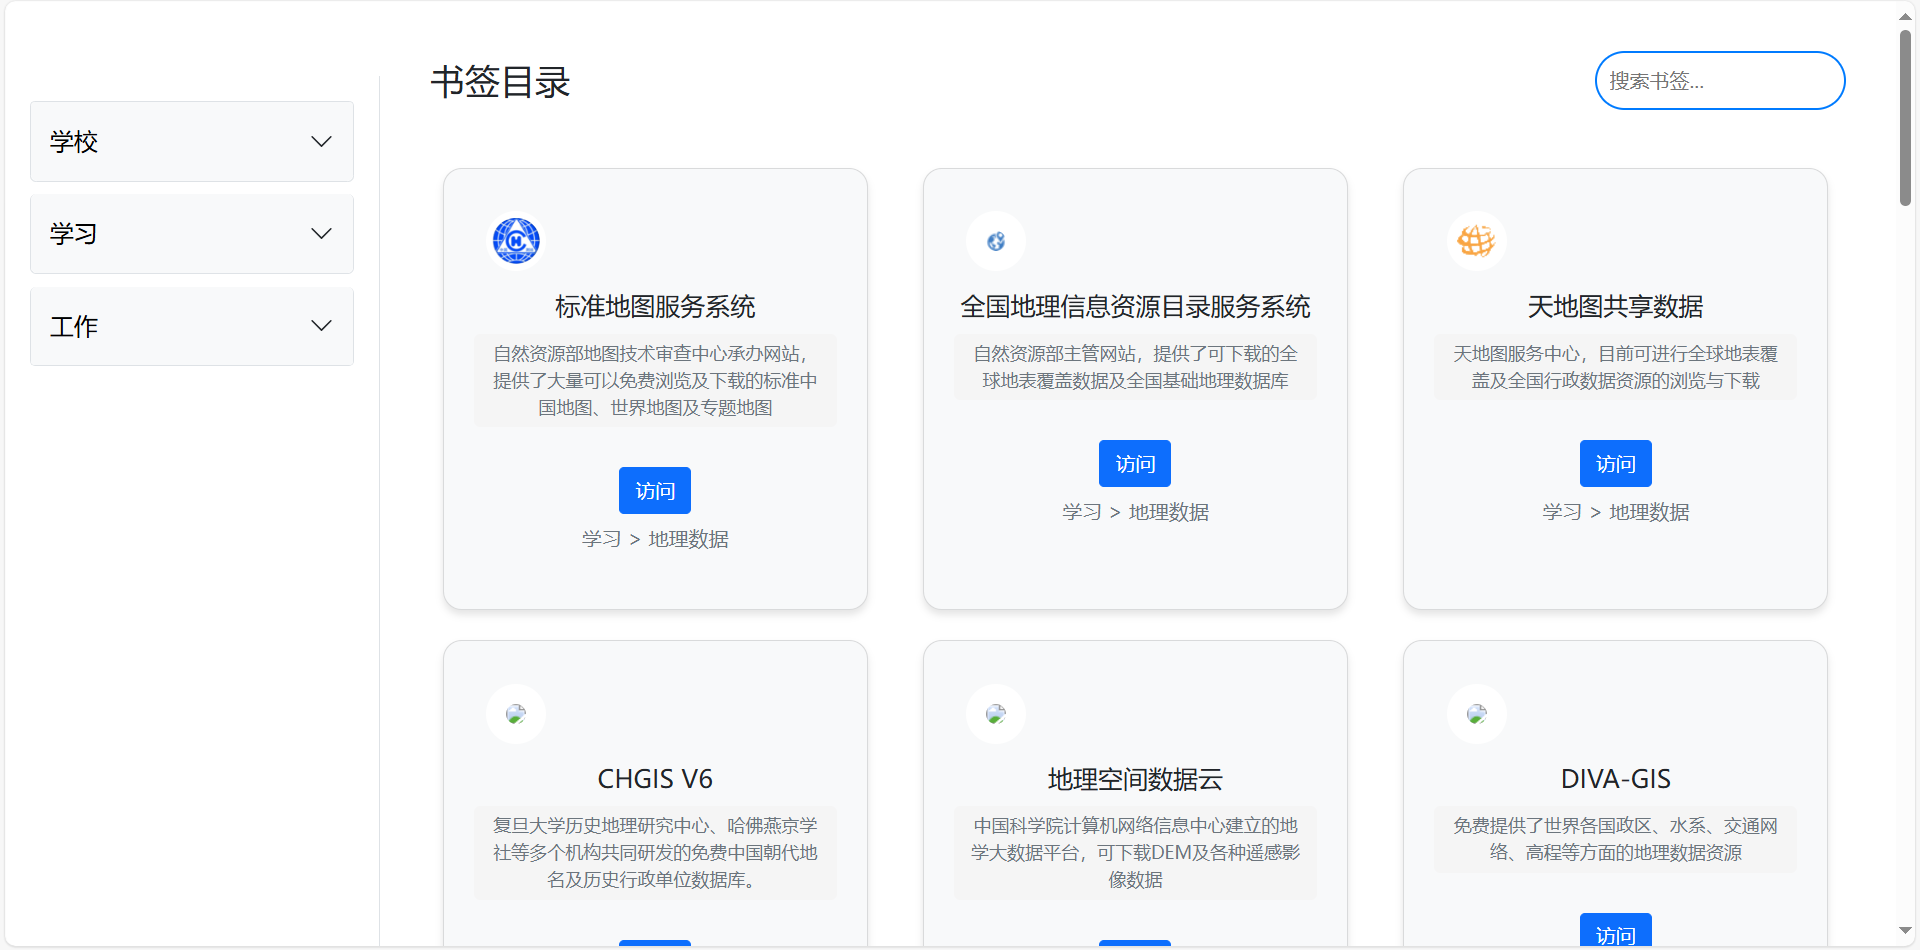 书签目录
搜索书签...
学校
学习
工作
标准地图服务系统
自然资源部地图技术审查中心承办网站，
提供了大量可以免费浏览及下载的标准中
国地图、世界地图及专题地图
访问
学习 > 地理数据
全国地理信息资源目录服务系统
自然资源部主管网站，提供了可下载的全
球地表覆盖数据及全国基础地理数据库
访问
学习 > 地理数据
天地图共享数据
天地图服务中心，目前可进行全球地表覆
盖及全国行政数据资源的浏览与下载
访问
学习 > 地理数据
CHGIS V6
复旦大学历史地理研究中心、哈佛燕京学
社等多个机构共同研发的免费中国朝代地
名及历史行政单位数据库。
地理空间数据云
中国科学院计算机网络信息中心建立的地
学大数据平台，可下载DEM及各种遥感影
像数据
DIVA-GIS
免费提供了世界各国政区、水系、交通网
络、高程等方面的地理数据资源
访问